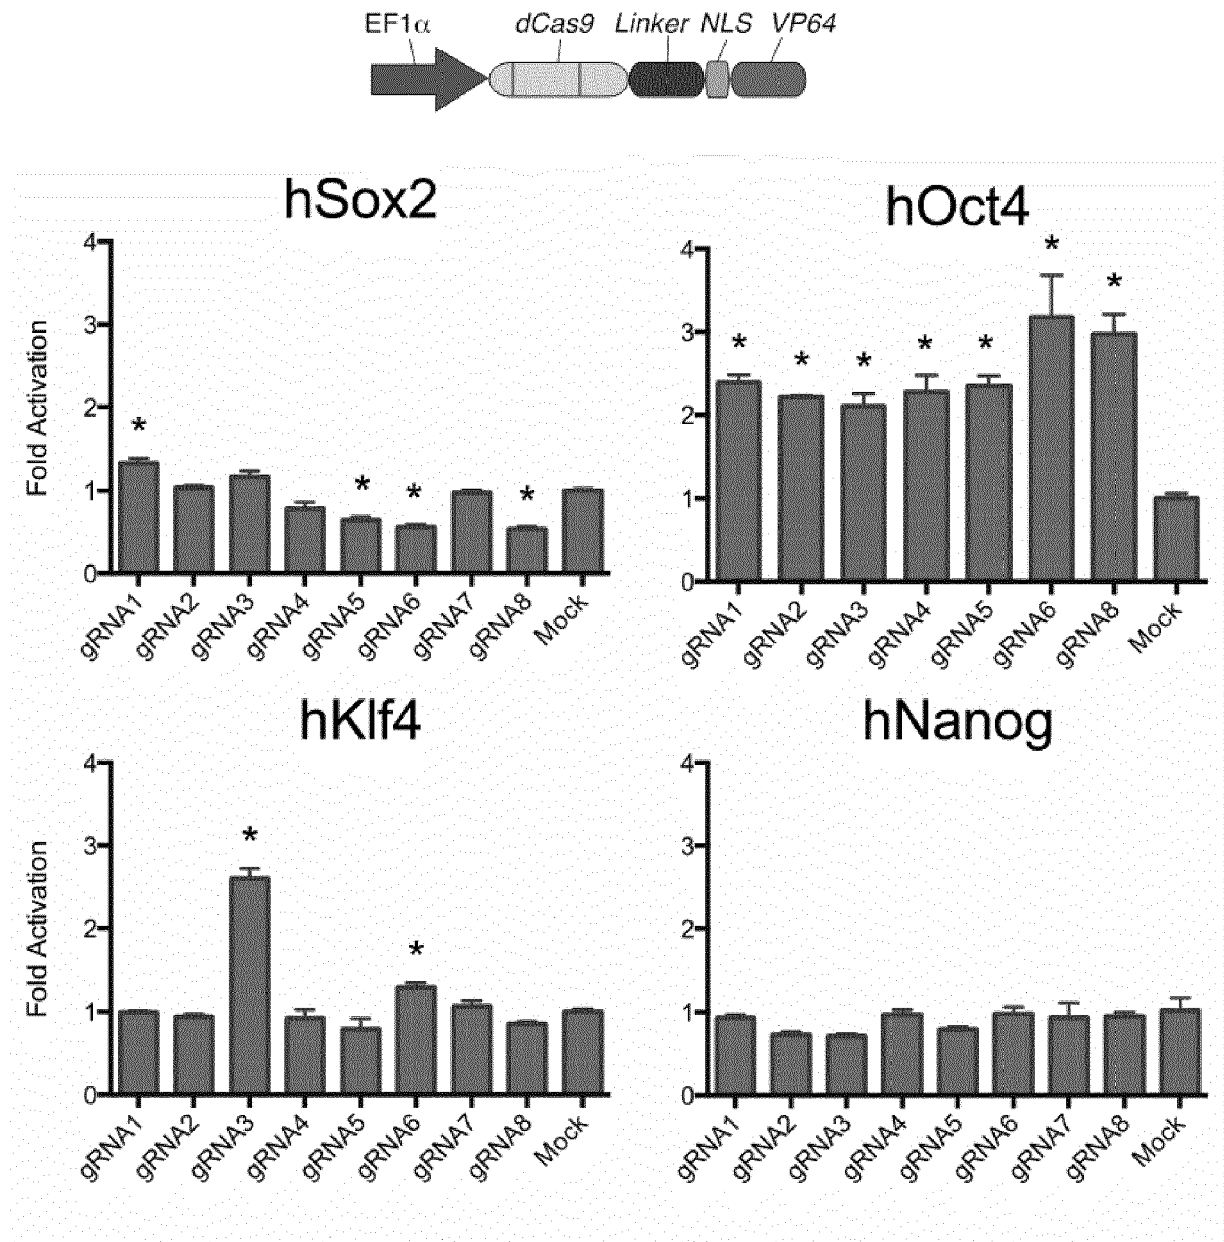 EF1α dCas9 Linker NLS VP64
hSox2
Fold Activation
4
*
3
2
*
1
* * *
0
gRNA1 gRNA2 gRNA3 gRNA4 gRNA5 gRNA6 gRNA7 gRNA8 Mock
hOct4
4
* *
3
* * * * *
2
1
0
gRNA1 gRNA2 gRNA3 gRNA4 gRNA5 gRNA6 gRNA8 Mock
hKlf4
Fold Activation
4
3
*
2
*
1
0
gRNA1 gRNA2 gRNA3 gRNA4 gRNA5 gRNA6 gRNA7 gRNA8 Mock
hNanog
4
3
2
1
0
gRNA1 gRNA2 gRNA3 gRNA4 gRNA5 gRNA6 gRNA7 gRNA8 Mock